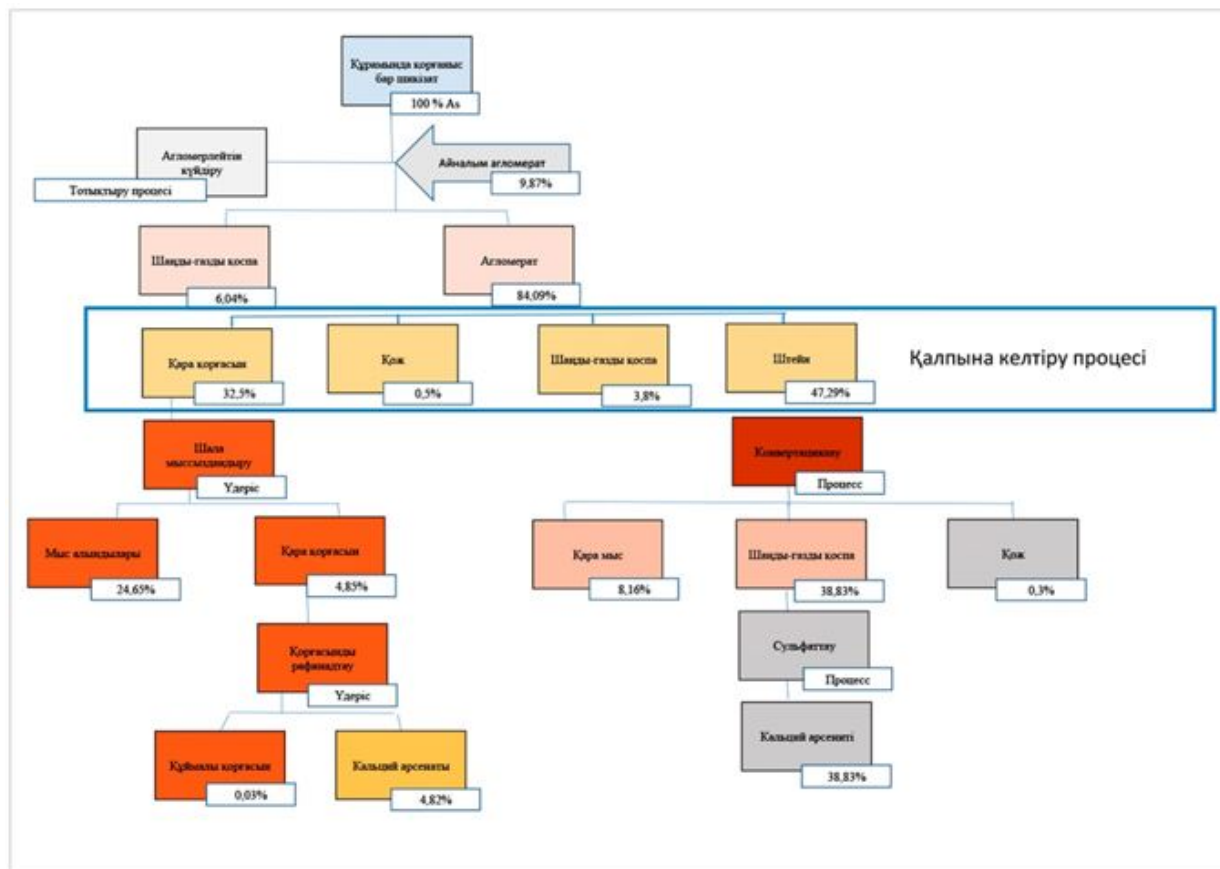 Құрамында қорғаныс
бар шикізат
100 % As
Агломерлейтін
күйдіру
Тотықтыру процесі
Айналым агломерат
9,87%
Шаңды-газды қоспа
6,04%
Агломерат
84,09%
Қара қорғасын
32,5%
Қож
0,5%
Шаңды-газды қоспа
3,8%
Штейн
47,29%
Қалпына келтіру процесі
Шала
мыссыздандыру
Үдеріс
Конвертациялау
Процесс
Мыс алындылары
24,65%
Қара қорғасын
4,85%
Қара мыс
8,16%
Шаңды-газды қоспа
38,83%
Қож
0,3%
Қорғасынды
рафинадтау
Үдеріс
Сульфаттау
Процесс
Құймалы қорғасын
0,03%
Кальций арсенаты
4,82%
Кальций арсениті
38,83%